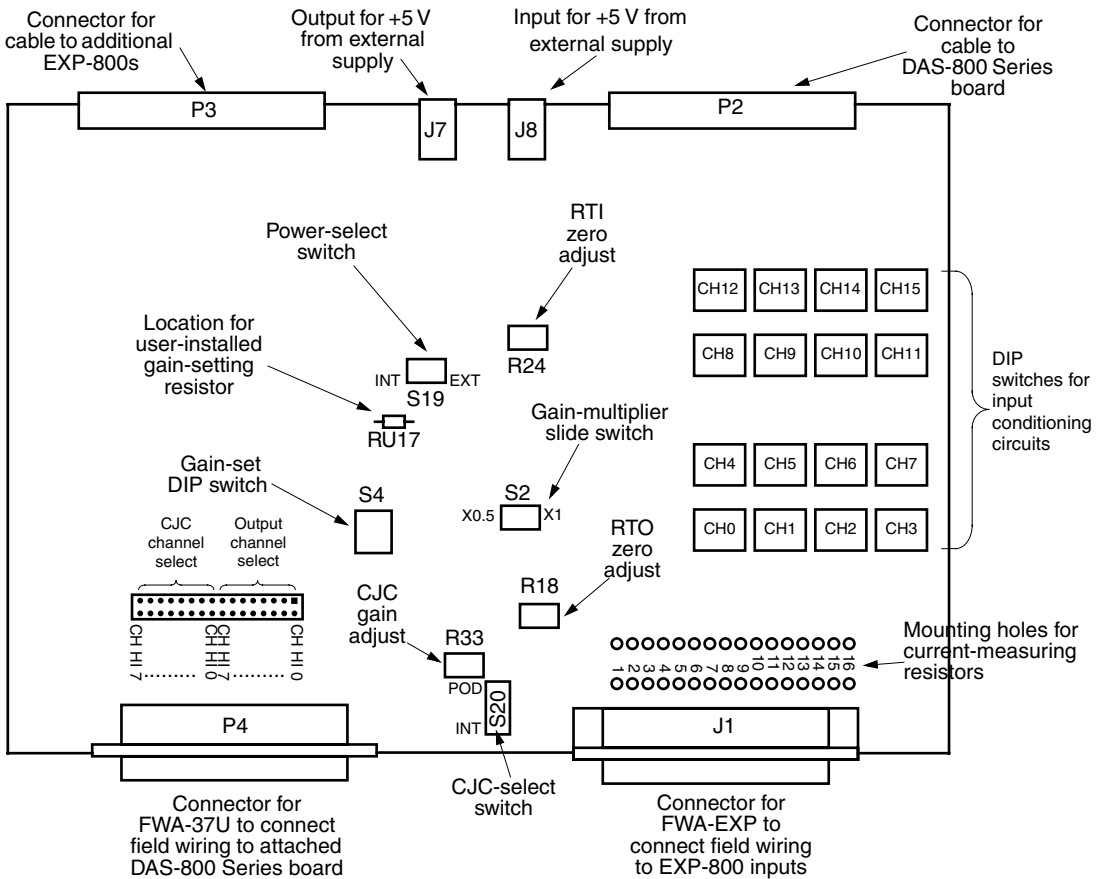 Connector for
cable to additional
EXP-800s
Output for +5 V
from external
supply
Input for +5 V from
external supply
Connector for
cable to
DAS-800 Series
board
P3
J7
J8
P2
Power-select
switch
RTI
zero
adjust
Location for
user-installed
gain-setting
resistor
INT
EXT
S19
R24
RU17
Gain-multiplier
slide switch
CH12 CH13 CH14 CH15
CH8 CH9 CH10 CH11
CH4 CH5 CH6 CH7
CH0 CH1 CH2 CH3
DIP
switches for
input
conditioning
circuits
Gain-set
DIP switch
S4
S2
X0.5
X1
RTO
zero
adjust
CJC
channel
select
Output
channel
select
CH HI 7 ......... CH HI 0
CH HI 7 ......... CH HI 0
CJC
gain
adjust
R18
R33
POD
INT
S20
1 2 3 4 5 6 7 8 9 10 11 12 13 14 15 16
Mounting holes for
current-measuring
resistors
P4
J1
CJC-select
switch
Connector for
FWA-37U to connect
field wiring to attached
DAS-800 Series board
Connector for
FWA-EXP to
connect field wiring
to EXP-800 inputs